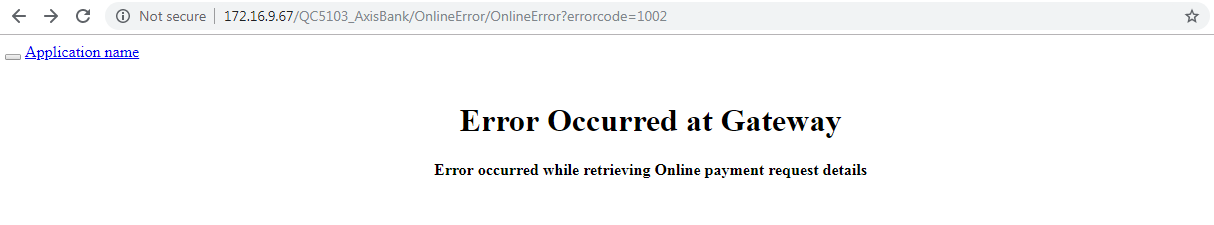 Not secure | 172.16.9.67/QC5103_AxisBank/OnlineError/OnlineError?errorcode=1002
Application name
Error Occurred at Gateway
Error occurred while retrieving Online payment request details